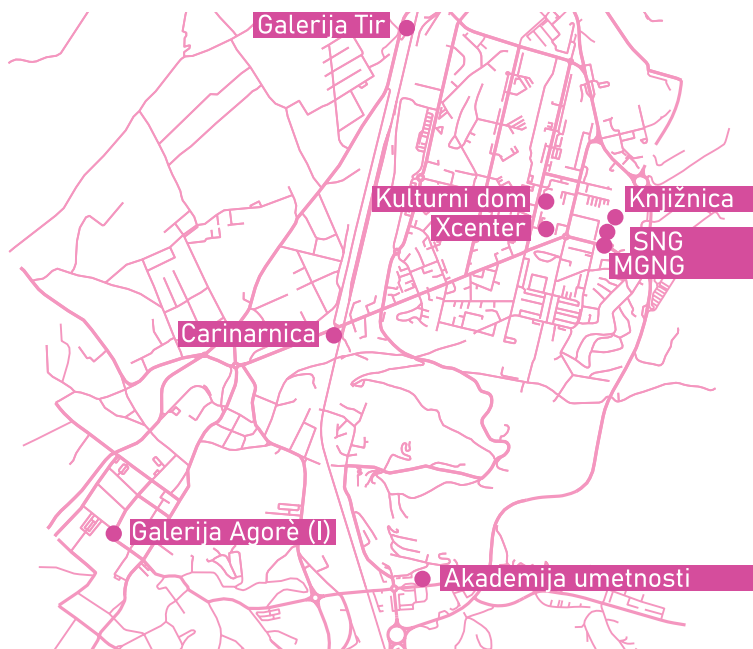 Galerija Tir
Kulturni dom
Knjižnica
Xcenter
SNG
MGNG
Carinarnica
Galerija Agorè (I)
Akademija umetnosti